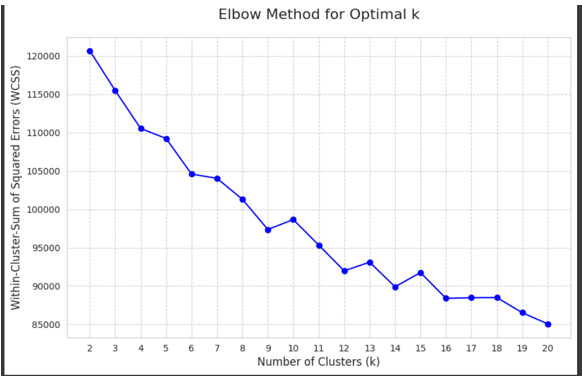 Elbow Method for Optimal k
Within-Cluster-Sum of Squared Errors (WCSS)
120000
115000
110000
105000
100000
95000
90000
85000
2 3 4 5 6 7 8 9 10 11 12 13 14 15 16 17 18 19 20
Number of Clusters (k)